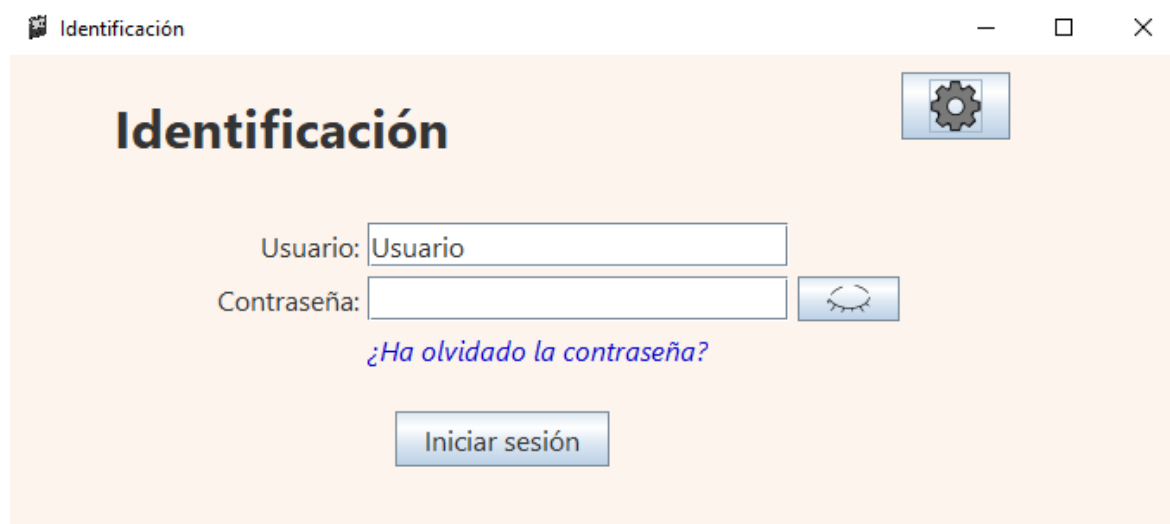 Identificación
Identificación
Usuario: Usuario
Contraseña:
¿Ha olvidado la contraseña?
Iniciar sesión